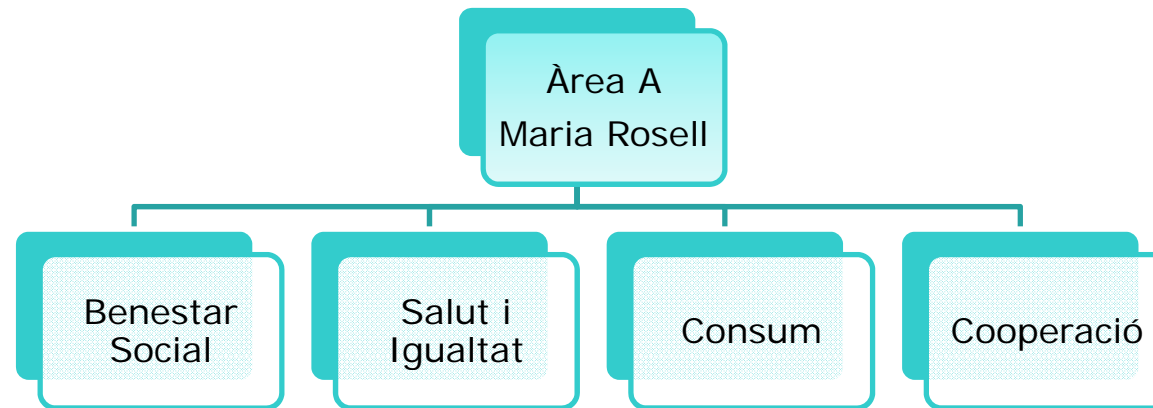 Àrea A
Maria Rosell
Benestar
Social
Salut i
Igualtat
Consum
Cooperació